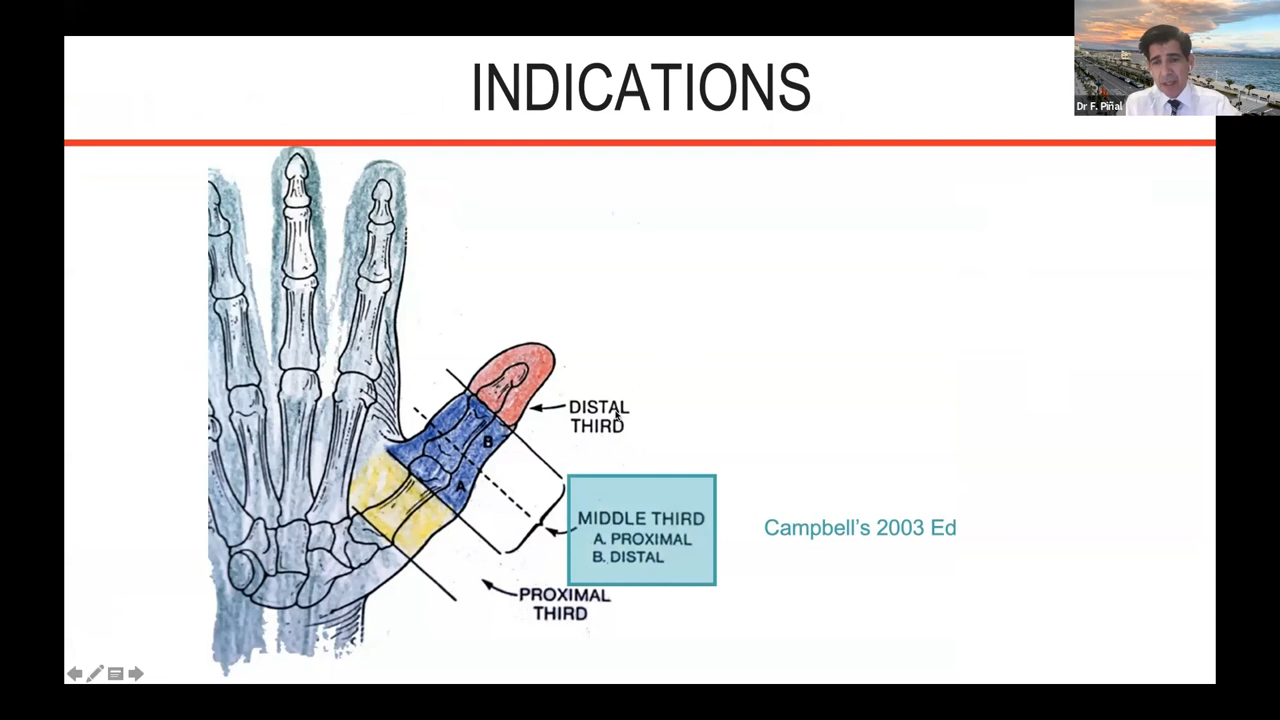 INDICATIONS
Dr F. Piñal
DISTAL
THIRD
B
A
MIDDLE THIRD
A. PROXIMAL
B. DISTAL
Campbell's 2003 Ed
PROXIMAL
THIRD